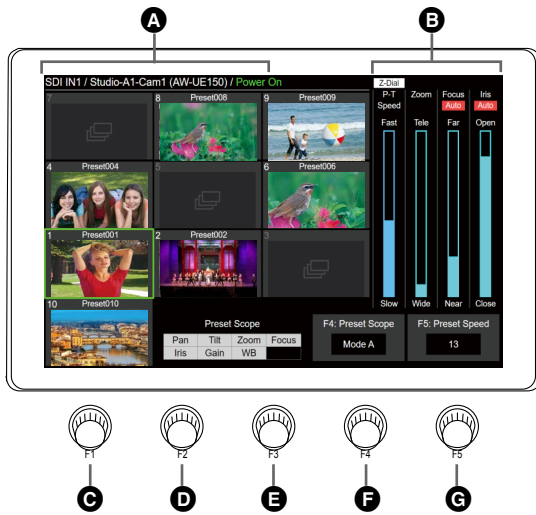 A
B
SDI IN1 / Studio-A1-Cam1 (AW-UE150) / Power On
Z-Dial
P-T Speed
Zoom
Focus
Iris
Auto
Auto
Fast
Tele
Far
Open
7
8 Preset008
9 Preset009
4 Preset004
5
6 Preset006
1 Preset001
2 Preset002
3
Slow
Wide
Near
Close
10 Preset010
Preset Scope
Pan Tilt Zoom Focus
Iris Gain WB
F4: Preset Scope
Mode A
F5: Preset Speed
13
F1
F2
F3
F4
F5
C
D
E
F
G